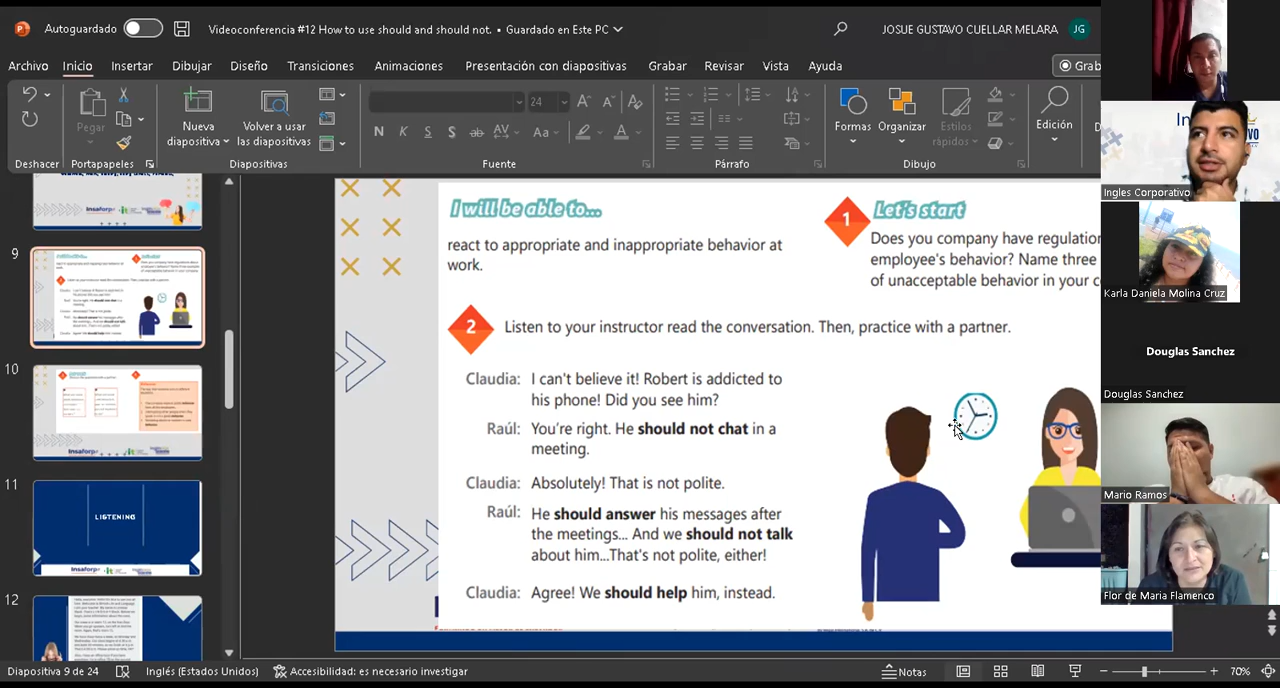 Autoguardado
Videoconferencia #12 How to use should and should not. • Guardado en Este PC
JOSUE GUSTAVO CUELLAR MELARA
JG
Archivo Inicio Insertar Dibujar Diseño Transiciones Animaciones Presentación con diapositivas Grabar Revisar Vista Ayuda
Grab
Pegar
Nueva diapositiva
Volver a usar las diapositivas
24
N K S S ab AV Aa A
Formas
Organizar
Estilos rápidos
Edición
Deshacer
Portapapeles
Diapositivas
Fuente
Párrafo
Dibujo
9
10
11
LISTENING
12
I will be able to...
react to appropriate and inappropriate behavior at
work.
1
Let's start
Does you company have regulation
employee's behavior? Name three
of unacceptable behavior in your co
2
Listen to your instructor read the conversation. Then, practice with a partner.
Claudia: I can't believe it! Robert is addicted to
his phone! Did you see him?
Raúl: You're right. He should not chat in a
meeting.
Claudia: Absolutely! That is not polite.
Raúl: He should answer his messages after
the meetings... And we should not talk
about him...That's not polite, either!
Claudia: Agree! We should help him, instead.
Ingles Corporativo
Karla Daniela Molina Cruz
Douglas Sanchez
Douglas Sanchez
Mario Ramos
Flor de Maria Flamenco
Diapositiva 9 de 24
Inglés (Estados Unidos)
Accesibilidad: es necesario investigar
Notas
70%